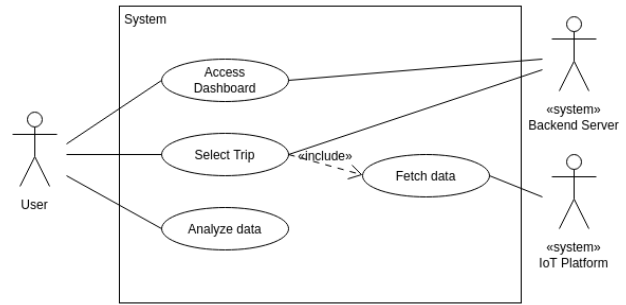 System
Access
Dashboard
«system»
Backend Server
Select Trip
«include»
Fetch data
User
Analyze data
«system»
IoT Platform